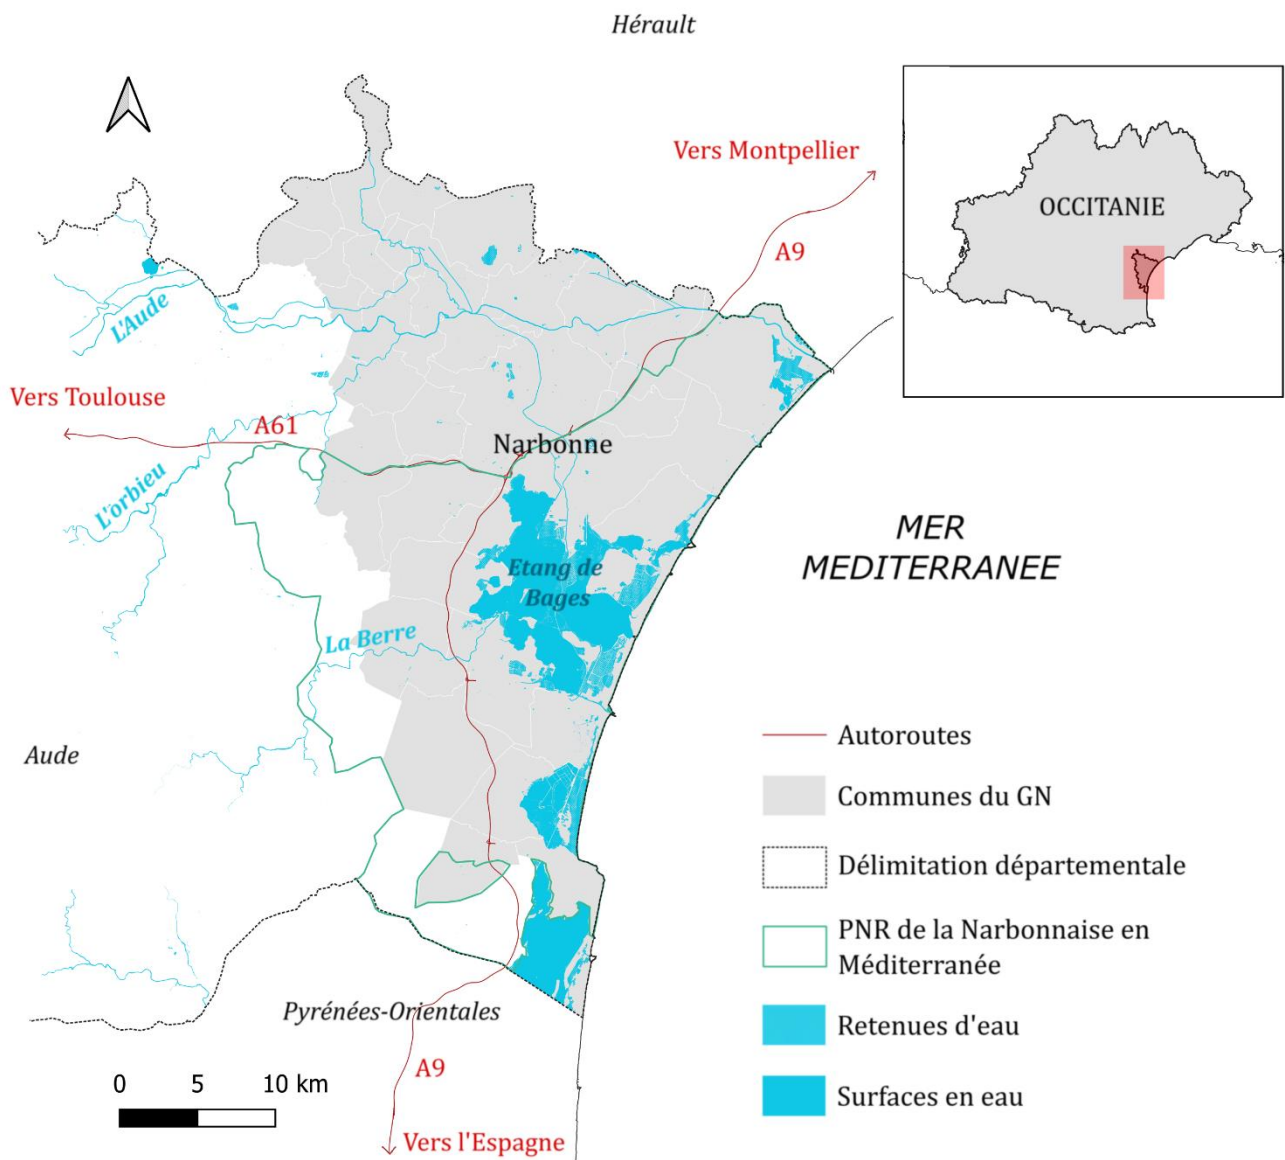 Hérault
Vers Montpellier
A9
OCCITANIE
L'Aude
Vers Toulouse
A61
Narbonne
L'orbieu
MER
MEDITERRANEE
Etang de
Bages
La Berre
Aude
Autoroutes
Communes du GN
Délimitation départementale
PNR de la Narbonnaise en
Méditerranée
Retenues d'eau
Surfaces en eau
Pyrénées-Orientales
A9
0 5 10 km
Vers l'Espagne